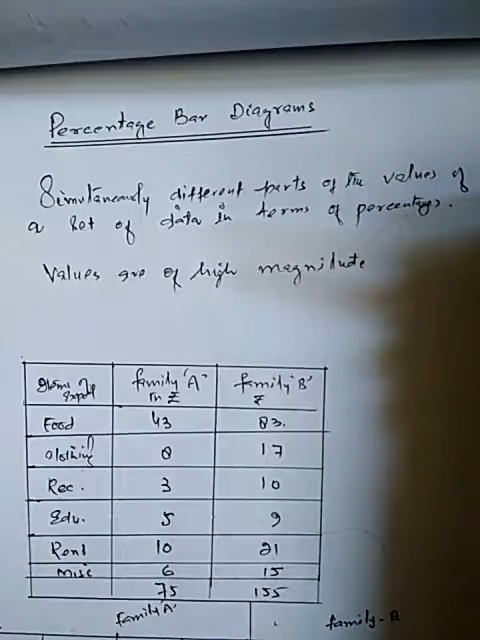 Percentage Bar Diagrams
Simultaneously different parts of the values of
a set of data in terms of percentages.
Values are of high magnitude
Items of Expd family 'A' in ₹ family 'B' ₹
Food 43 83.
Clothing 8 17
Rec. 3 10
Edu. 5 9
Rent 10 21
Misc 6 15
75 155
family 'A' family - B